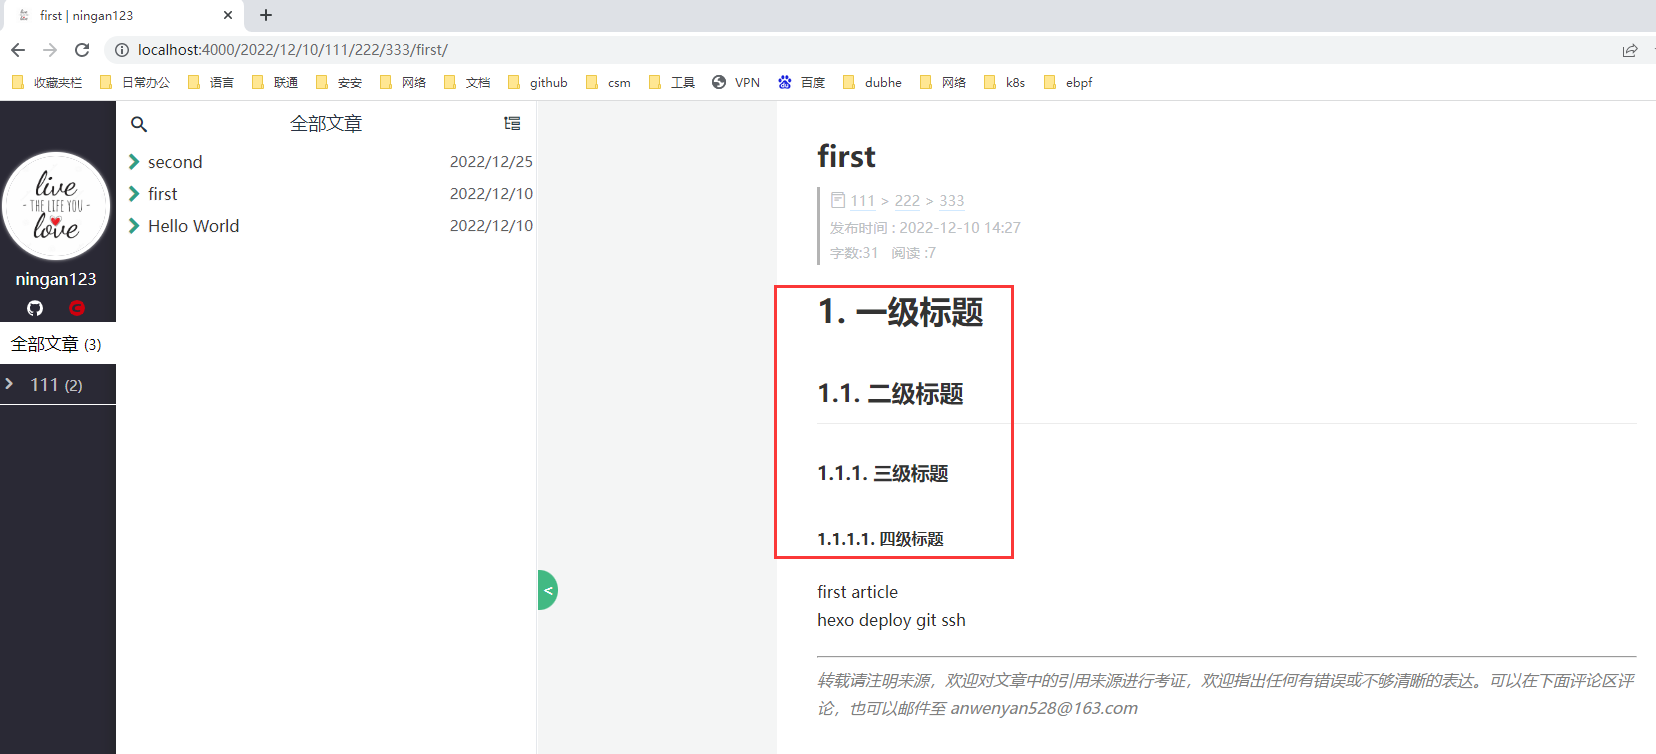 first | ningan123
localhost:4000/2022/12/10/111/222/333/first/
收藏夹栏 日常办公 语言 联通 安安 网络 文档 github csm 工具 VPN 百度 dubhe 网络 k8s ebpf
live
- THE LIFE YOU -
love
ningan123
全部文章 (3)
111 (2)
全部文章
second 2022/12/25
first 2022/12/10
Hello World 2022/12/10
<
first
111 > 222 > 333
发布时间 : 2022-12-10 14:27
字数:31 阅读 :7
1. 一级标题
1.1. 二级标题
1.1.1. 三级标题
1.1.1.1. 四级标题
first article
hexo deploy git ssh
转载请注明来源，欢迎对文章中的引用来源进行考证，欢迎指出任何有错误或不够清晰的表达。可以在下面评论区评
论，也可以邮件至 anwenyan528@163.com